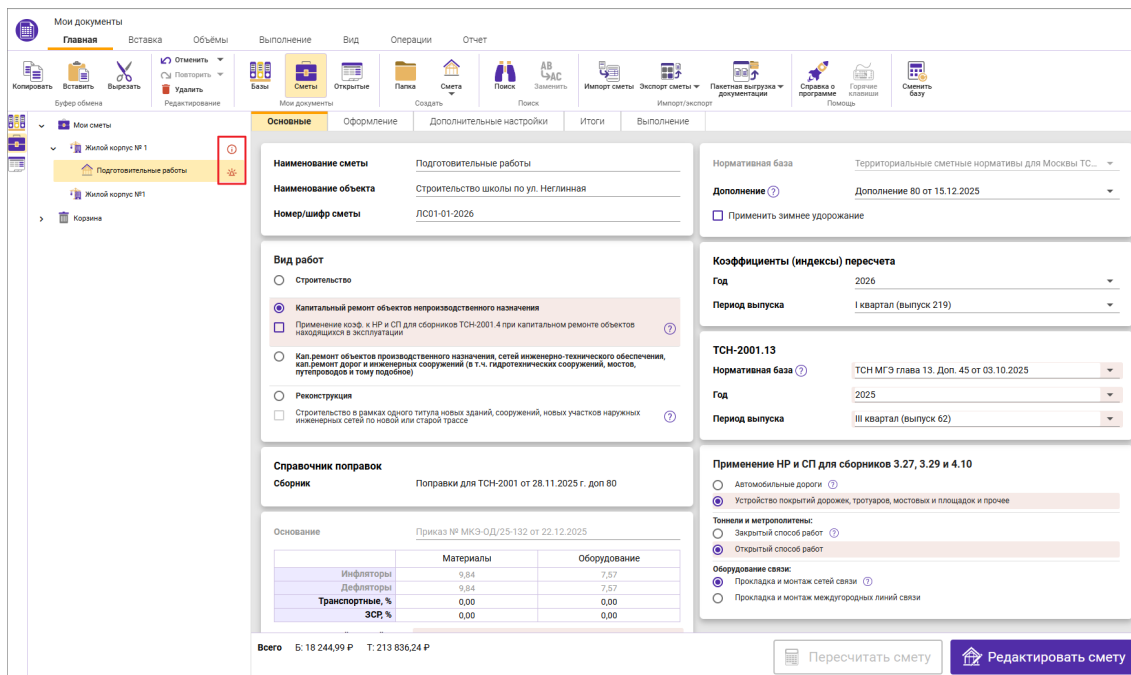 Мои документы
Главная Вставка Объёмы Выполнение Вид Операции Отчет
Копировать Вставить Вырезать
Отменить
Повторить
Удалить
Базы Сметы Открытые
Папка Смета
Поиск
AB
AC
Заменить
Импорт сметы Экспорт сметы Пакетная выгрузка документации
Справка о программе
Горячие клавиши
Сменить базу
Буфер обмена Редактирование Мои документы Создать Поиск Импорт/экспорт Помощь
Мои сметы
Жилой корпус № 1
Подготовительные работы
Жилой корпус №1
Корзина
Основные Оформление Дополнительные настройки Итоги Выполнение
Наименование сметы Подготовительные работы
Наименование объекта Строительство школы по ул. Неглинная
Номер/шифр сметы ЛС01-01-2026
Вид работ
Строительство
Капитальный ремонт объектов непроизводственного назначения
Применение коэф. к НР и СП для сборников ТСН-2001.4 при капитальном ремонте объектов
находящихся в эксплуатации
Кап.ремонт объектов производственного назначения, сетей инженерно-технического обеспечения,
кап.ремонт дорог и инженерных сооружений (в т.ч. гидротехнических сооружений, мостов,
путепроводов и тому подобное)
Реконструкция
Строительство в рамках одного титула новых зданий, сооружений, новых участков наружных
инженерных сетей по новой или старой трассе
Справочник поправок
Сборник Поправки для ТСН-2001 от 28.11.2025 г. доп 80
Основание Приказ № МКЭ-ОД/25-132 от 22.12.2025
Материалы Оборудование
Инфляторы 9,84 7,57
Дефляторы 9,84 7,57
Транспортные, % 0,00 0,00
ЗСР, % 0,00 0,00
Нормативная база Территориальные сметные нормативы для Москвы ТС...
Дополнение ? Дополнение 80 от 15.12.2025
Применить зимнее удорожание
Коэффициенты (индексы) пересчета
Год 2026
Период выпуска I квартал (выпуск 219)
ТСН-2001.13
Нормативная база ? ТСН МГЭ глава 13. Доп. 45 от 03.10.2025
Год 2025
Период выпуска III квартал (выпуск 62)
Применение НР и СП для сборников 3.27, 3.29 и 4.10
Автомобильные дороги ?
Устройство покрытий дорожек, тротуаров, мостовых и площадок и прочее
Тоннели и метрополитены:
Закрытый способ работ ?
Открытый способ работ
Оборудование связи:
Прокладка и монтаж сетей связи ?
Прокладка и монтаж междугородных линий связи
Всего Б: 18 244,99 ₽ Т: 213 836,24 ₽
Пересчитать смету Редактировать смету